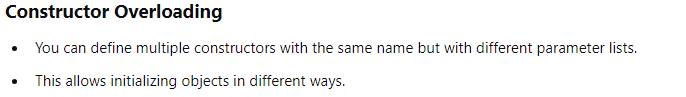 Constructor Overloading
• You can define multiple constructors with the same name but with different parameter lists.
• This allows initializing objects in different ways.